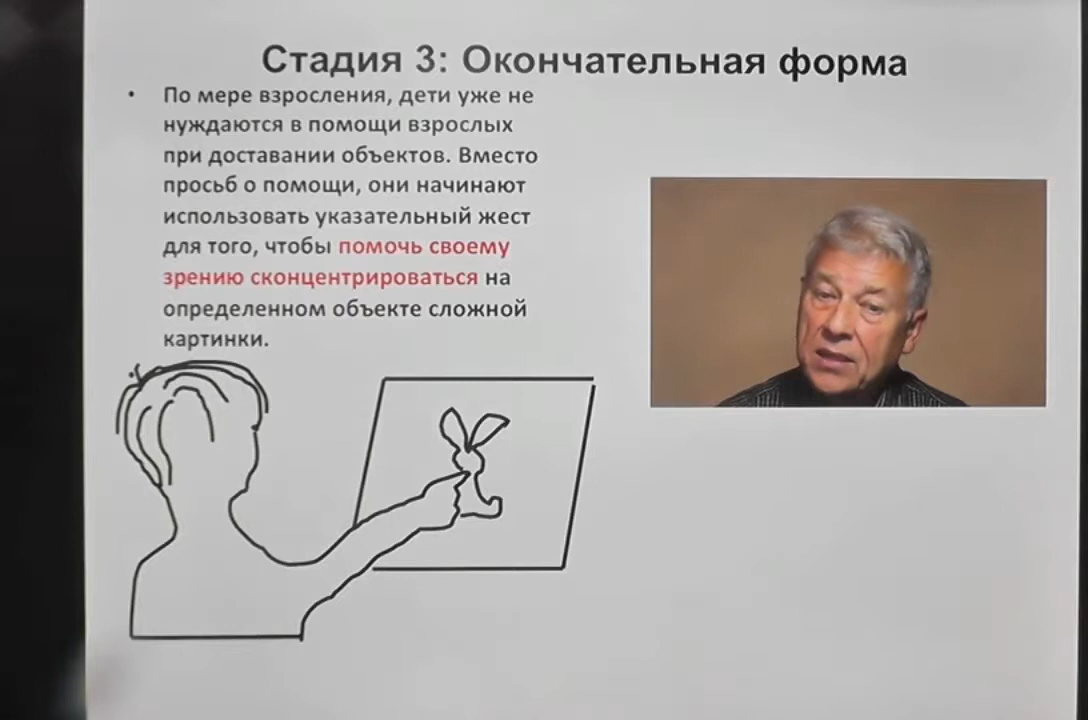 Стадия 3: Окончательная форма
• По мере взросления, дети уже не
нуждаются в помощи взрослых
при доставании объектов. Вместо
просьб о помощи, они начинают
использовать указательный жест
для того, чтобы помочь своему
зрению сконцентрироваться на
определенном объекте сложной
картинки.